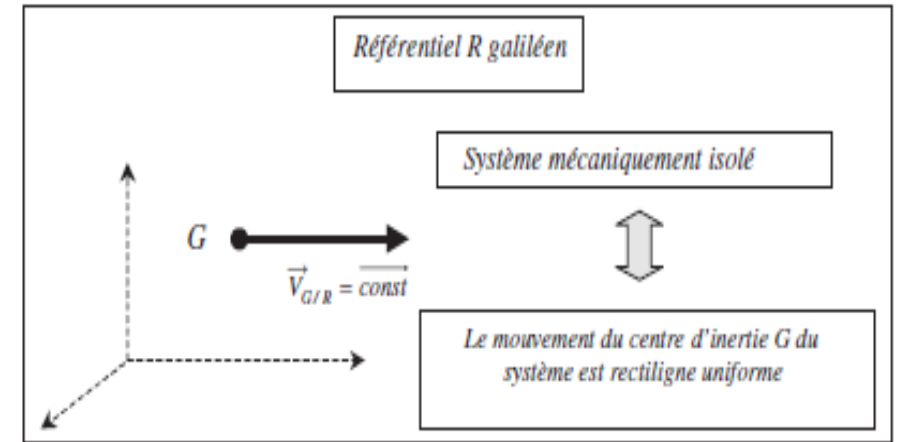 Référentiel R galiléen
Système mécaniquement isolé
G
V G/R = const
Le mouvement du centre d'inertie G du
système est rectiligne uniforme